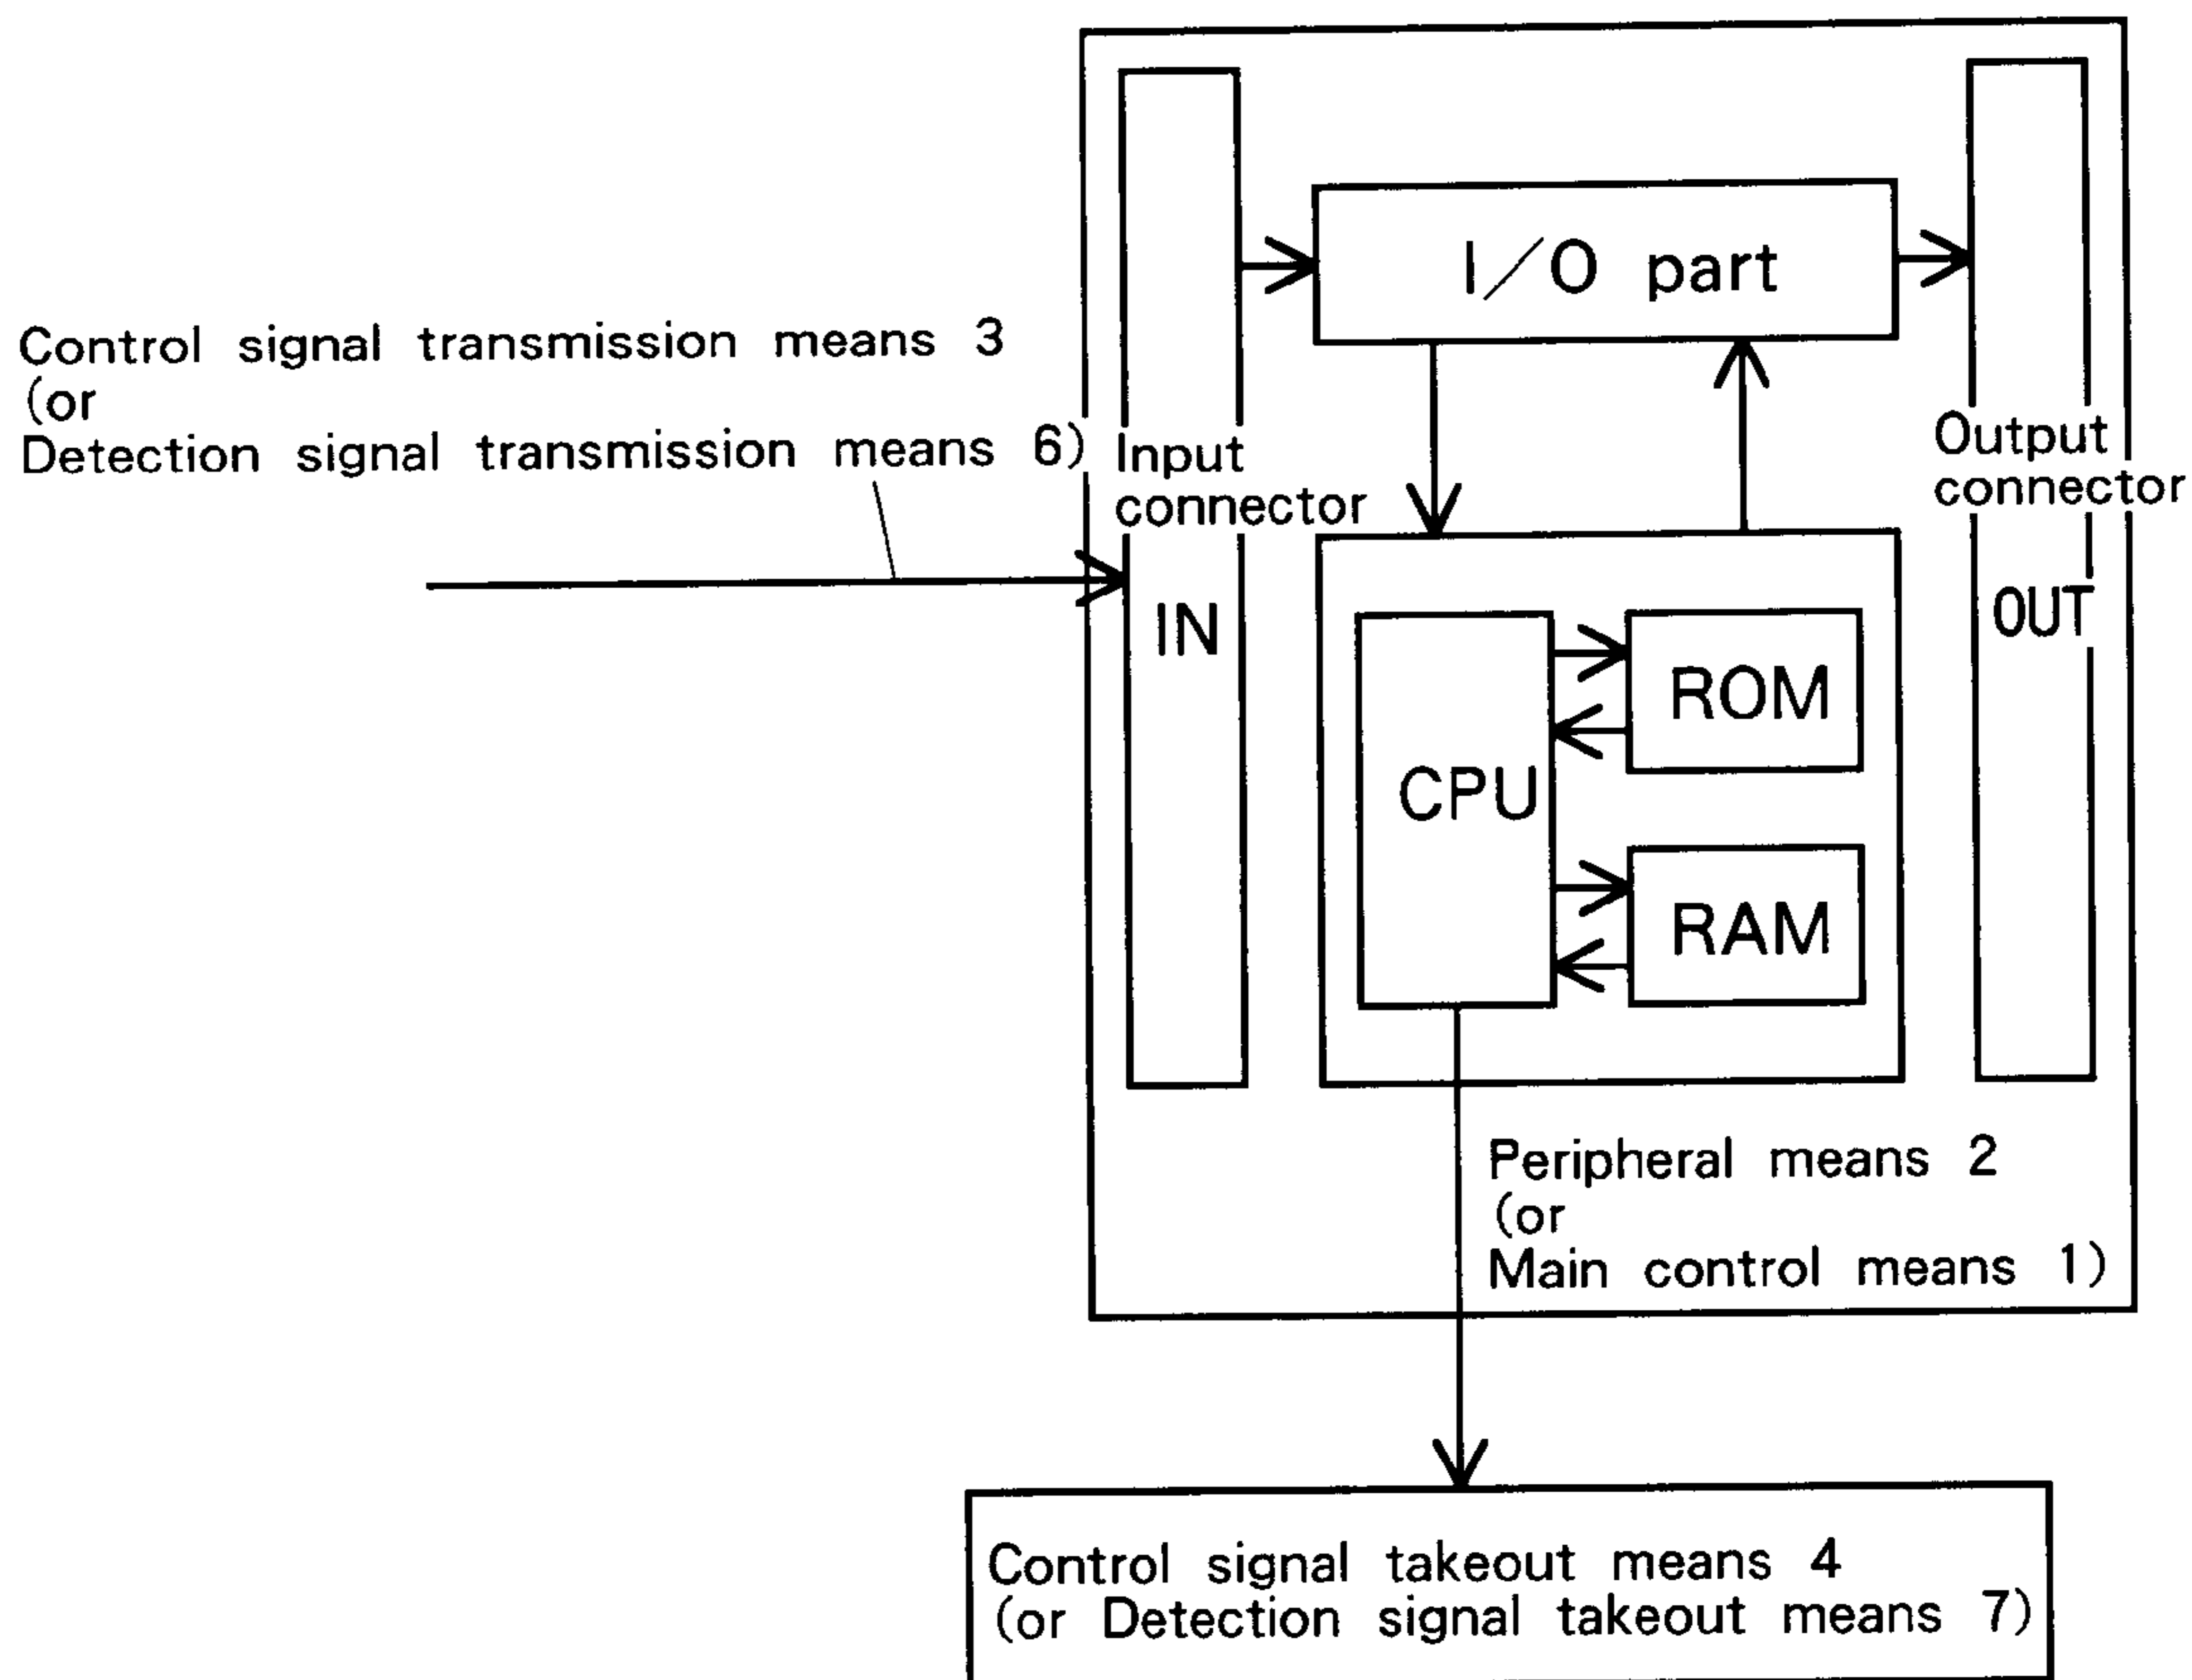 I/O part
Control signal transmission means 3
(or
Detection signal transmission means 6)
Input
connector
IN
Output
connector
OUT
CPU
ROM
RAM
Peripheral means 2
(or
Main control means 1)
Control signal takeout means 4
(or Detection signal takeout means 7)